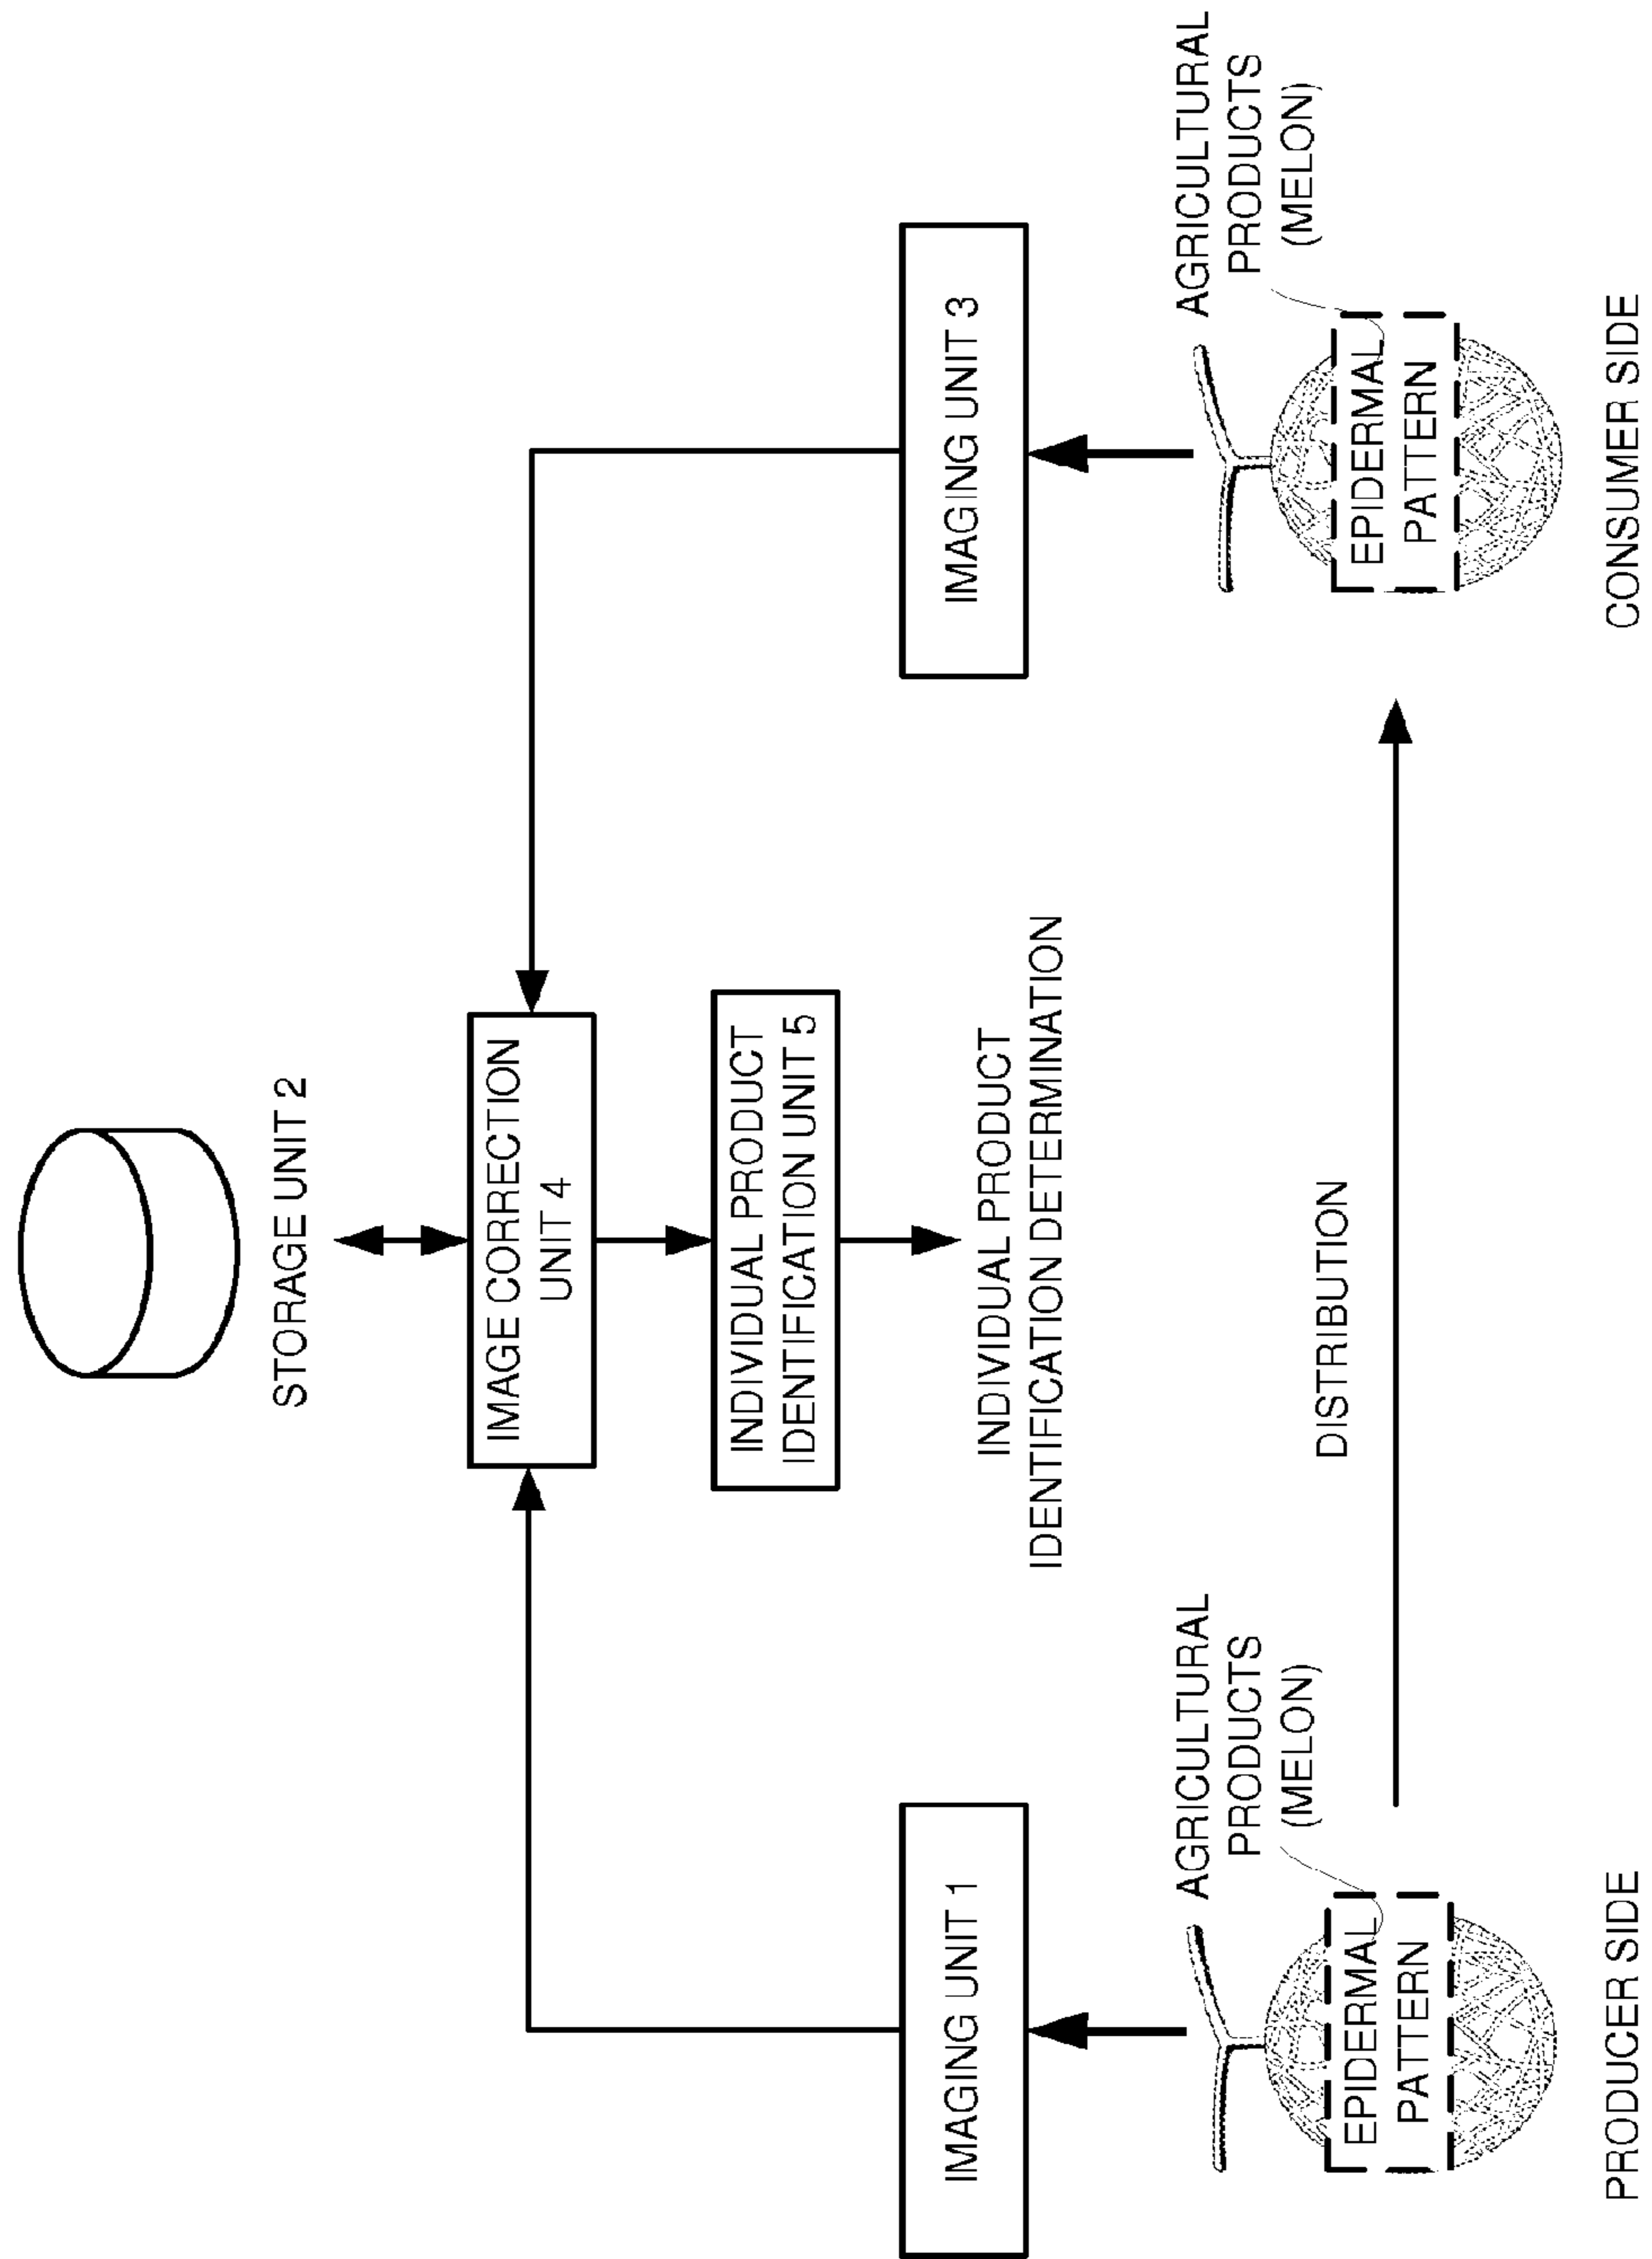 STORAGE UNIT 2
IMAGE CORRECTION
UNIT 4
INDIVIDUAL PRODUCT
IDENTIFICATION UNIT 5
IMAGING UNIT 1
IMAGING UNIT 3
INDIVIDUAL PRODUCT
IDENTIFICATION DETERMINATION
AGRICULTURAL
PRODUCTS
(MELON)
EPIDERMAL
PATTERN
DISTRIBUTION
AGRICULTURAL
PRODUCTS
(MELON)
EPIDERMAL
PATTERN
PRODUCER SIDE
CONSUMER SIDE